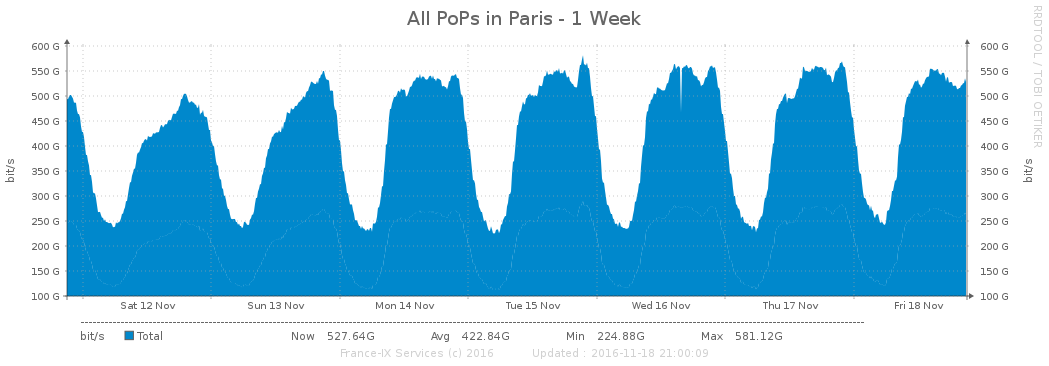 All PoPs in Paris - 1 Week
RRDTOOL / TOBI OETIKER
600 G 600 G
550 G 550 G
500 G 500 G
450 G 450 G
400 G 400 G
350 G 350 G
300 G 300 G
250 G 250 G
200 G 200 G
150 G 150 G
100 G 100 G
bit/s bit/s
Sat 12 Nov Sun 13 Nov Mon 14 Nov Tue 15 Nov Wed 16 Nov Thu 17 Nov Fri 18 Nov
bit/s Total Now 527.64G Avg 422.84G Min 224.88G Max 581.12G
France-IX Services (c) 2016 Updated : 2016-11-18 21:00:09